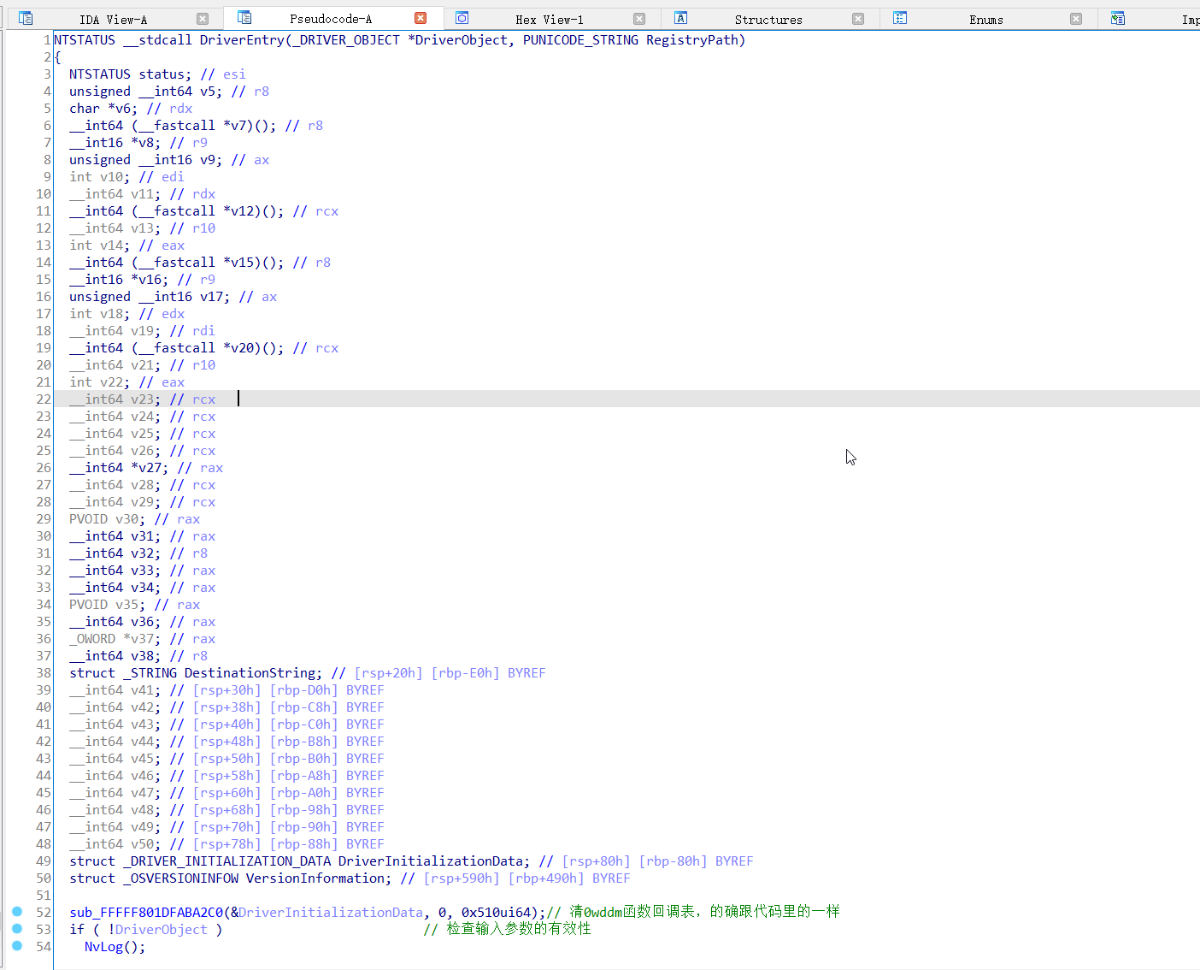 IDA View-A Pseudocode-A Hex View-1 Structures Enums
1 NTSTATUS __stdcall DriverEntry(_DRIVER_OBJECT *DriverObject, PUNICODE_STRING RegistryPath)
2 {
3 NTSTATUS status; // esi
4 unsigned __int64 v5; // r8
5 char *v6; // rdx
6 __int64 (__fastcall *v7)(); // r8
7 __int16 *v8; // r9
8 unsigned __int16 v9; // ax
9 int v10; // edi
10 __int64 v11; // rdx
11 __int64 (__fastcall *v12)(); // rcx
12 __int64 v13; // r10
13 int v14; // eax
14 __int64 (__fastcall *v15)(); // r8
15 __int16 *v16; // r9
16 unsigned __int16 v17; // ax
17 int v18; // edx
18 __int64 v19; // rdi
19 __int64 (__fastcall *v20)(); // rcx
20 __int64 v21; // r10
21 int v22; // eax
22 __int64 v23; // rcx
23 __int64 v24; // rcx
24 __int64 v25; // rcx
25 __int64 v26; // rcx
26 __int64 *v27; // rax
27 __int64 v28; // rcx
28 __int64 v29; // rcx
29 PVOID v30; // rax
30 __int64 v31; // rax
31 __int64 v32; // r8
32 __int64 v33; // rax
33 __int64 v34; // rax
34 PVOID v35; // rax
35 __int64 v36; // rax
36 _OWORD *v37; // rax
37 __int64 v38; // r8
38 struct _STRING DestinationString; // [rsp+20h] [rbp-E0h] BYREF
39 __int64 v41; // [rsp+30h] [rbp-D0h] BYREF
40 __int64 v42; // [rsp+38h] [rbp-C8h] BYREF
41 __int64 v43; // [rsp+40h] [rbp-C0h] BYREF
42 __int64 v44; // [rsp+48h] [rbp-B8h] BYREF
43 __int64 v45; // [rsp+50h] [rbp-B0h] BYREF
44 __int64 v46; // [rsp+58h] [rbp-A8h] BYREF
45 __int64 v47; // [rsp+60h] [rbp-A0h] BYREF
46 __int64 v48; // [rsp+68h] [rbp-98h] BYREF
47 __int64 v49; // [rsp+70h] [rbp-90h] BYREF
48 __int64 v50; // [rsp+78h] [rbp-88h] BYREF
49 struct _DRIVER_INITIALIZATION_DATA DriverInitializationData; // [rsp+80h] [rbp-80h] BYREF
50 struct _OSVERSIONINFOW VersionInformation; // [rsp+590h] [rbp+490h] BYREF
51
52 sub_FFFFF801DFABA2C0(&DriverInitializationData, 0, 0x510ui64);// 清0wddm函数回调表，的确跟代码里的一样
53 if ( !DriverObject ) // 检查输入参数的有效性
54 NvLog();